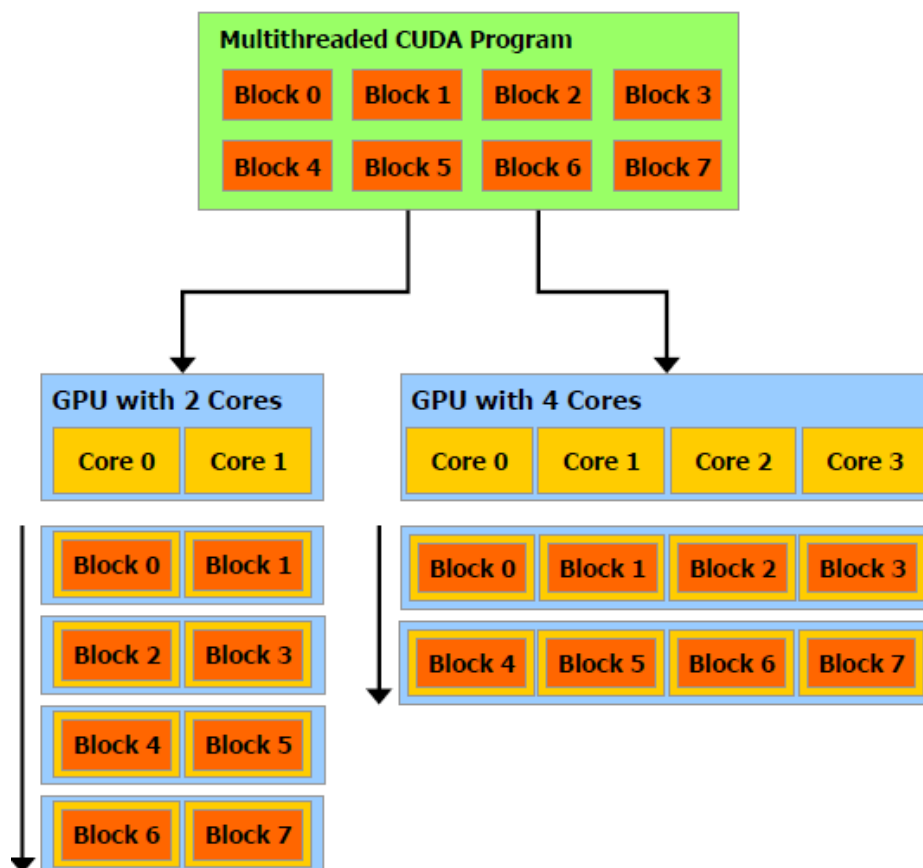 Multithreaded CUDA Program
Block 0 Block 1 Block 2 Block 3
Block 4 Block 5 Block 6 Block 7
GPU with 2 Cores
Core 0 Core 1
Block 0 Block 1
Block 2 Block 3
Block 4 Block 5
Block 6 Block 7
GPU with 4 Cores
Core 0 Core 1 Core 2 Core 3
Block 0 Block 1 Block 2 Block 3
Block 4 Block 5 Block 6 Block 7